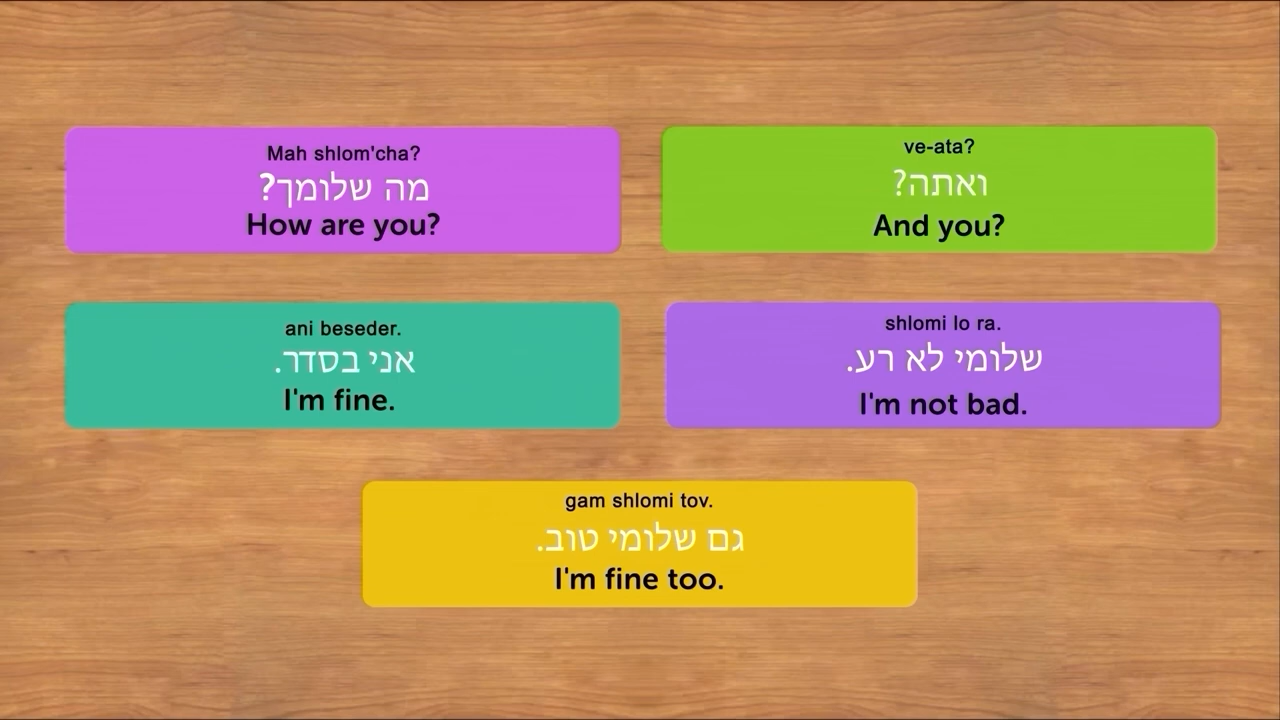 Mah shlom'cha?
מה שלומך?
How are you?
ve-ata?
ואתה?
And you?
ani beseder.
אני בסדר.
I'm fine.
shlomi lo ra.
שלומי לא רע.
I'm not bad.
gam shlomi tov.
גם שלומי טוב.
I'm fine too.